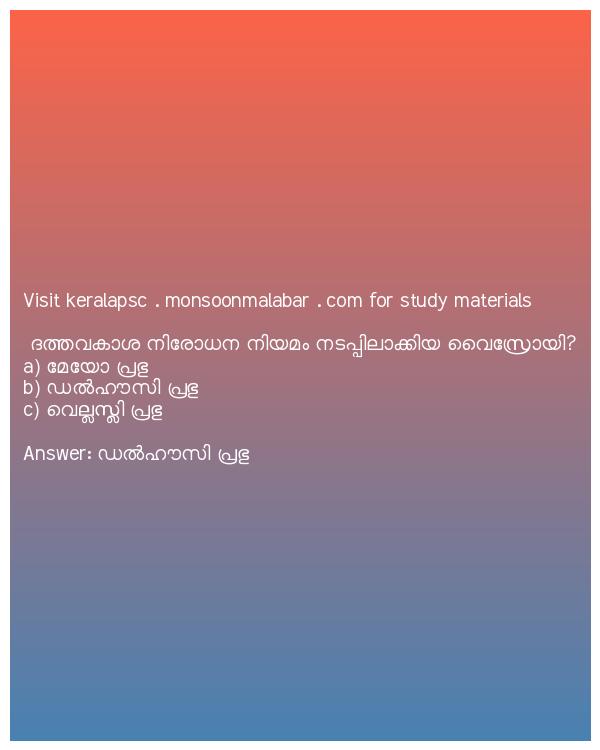 Visit keralapsc . monsoonmalabar . com for study materials
ദത്തവകാശ നിരോധന നിയമം നടപ്പിലാക്കിയ വൈസ്രോയി?
a) മേയോ പ്രഭു
b) ഡൽഹൗസി പ്രഭു
c) വെല്ലസ്ലി പ്രഭു
Answer: ഡൽഹൗസി പ്രഭു